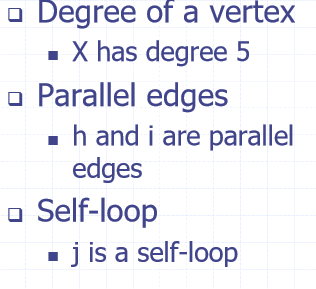 Degree of a vertex
X has degree 5
Parallel edges
h and i are parallel
edges
Self-loop
j is a self-loop